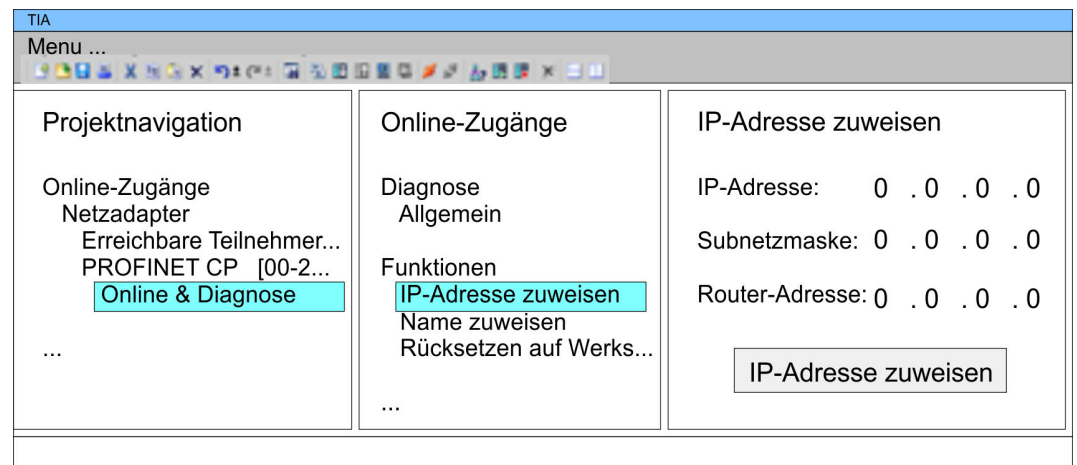 TIA
Menu ...
Projektnavigation
Online-Zugänge
Netzadapter
Erreichbare Teilnehmer...
PROFINET CP [00-2...
Online & Diagnose
...
Online-Zugänge
Diagnose
Allgemein
Funktionen
IP-Adresse zuweisen
Name zuweisen
Rücksetzen auf Werks...
...
IP-Adresse zuweisen
IP-Adresse: 0 . 0 . 0 . 0
Subnetzmaske: 0 . 0 . 0 . 0
Router-Adresse: 0 . 0 . 0 . 0
IP-Adresse zuweisen